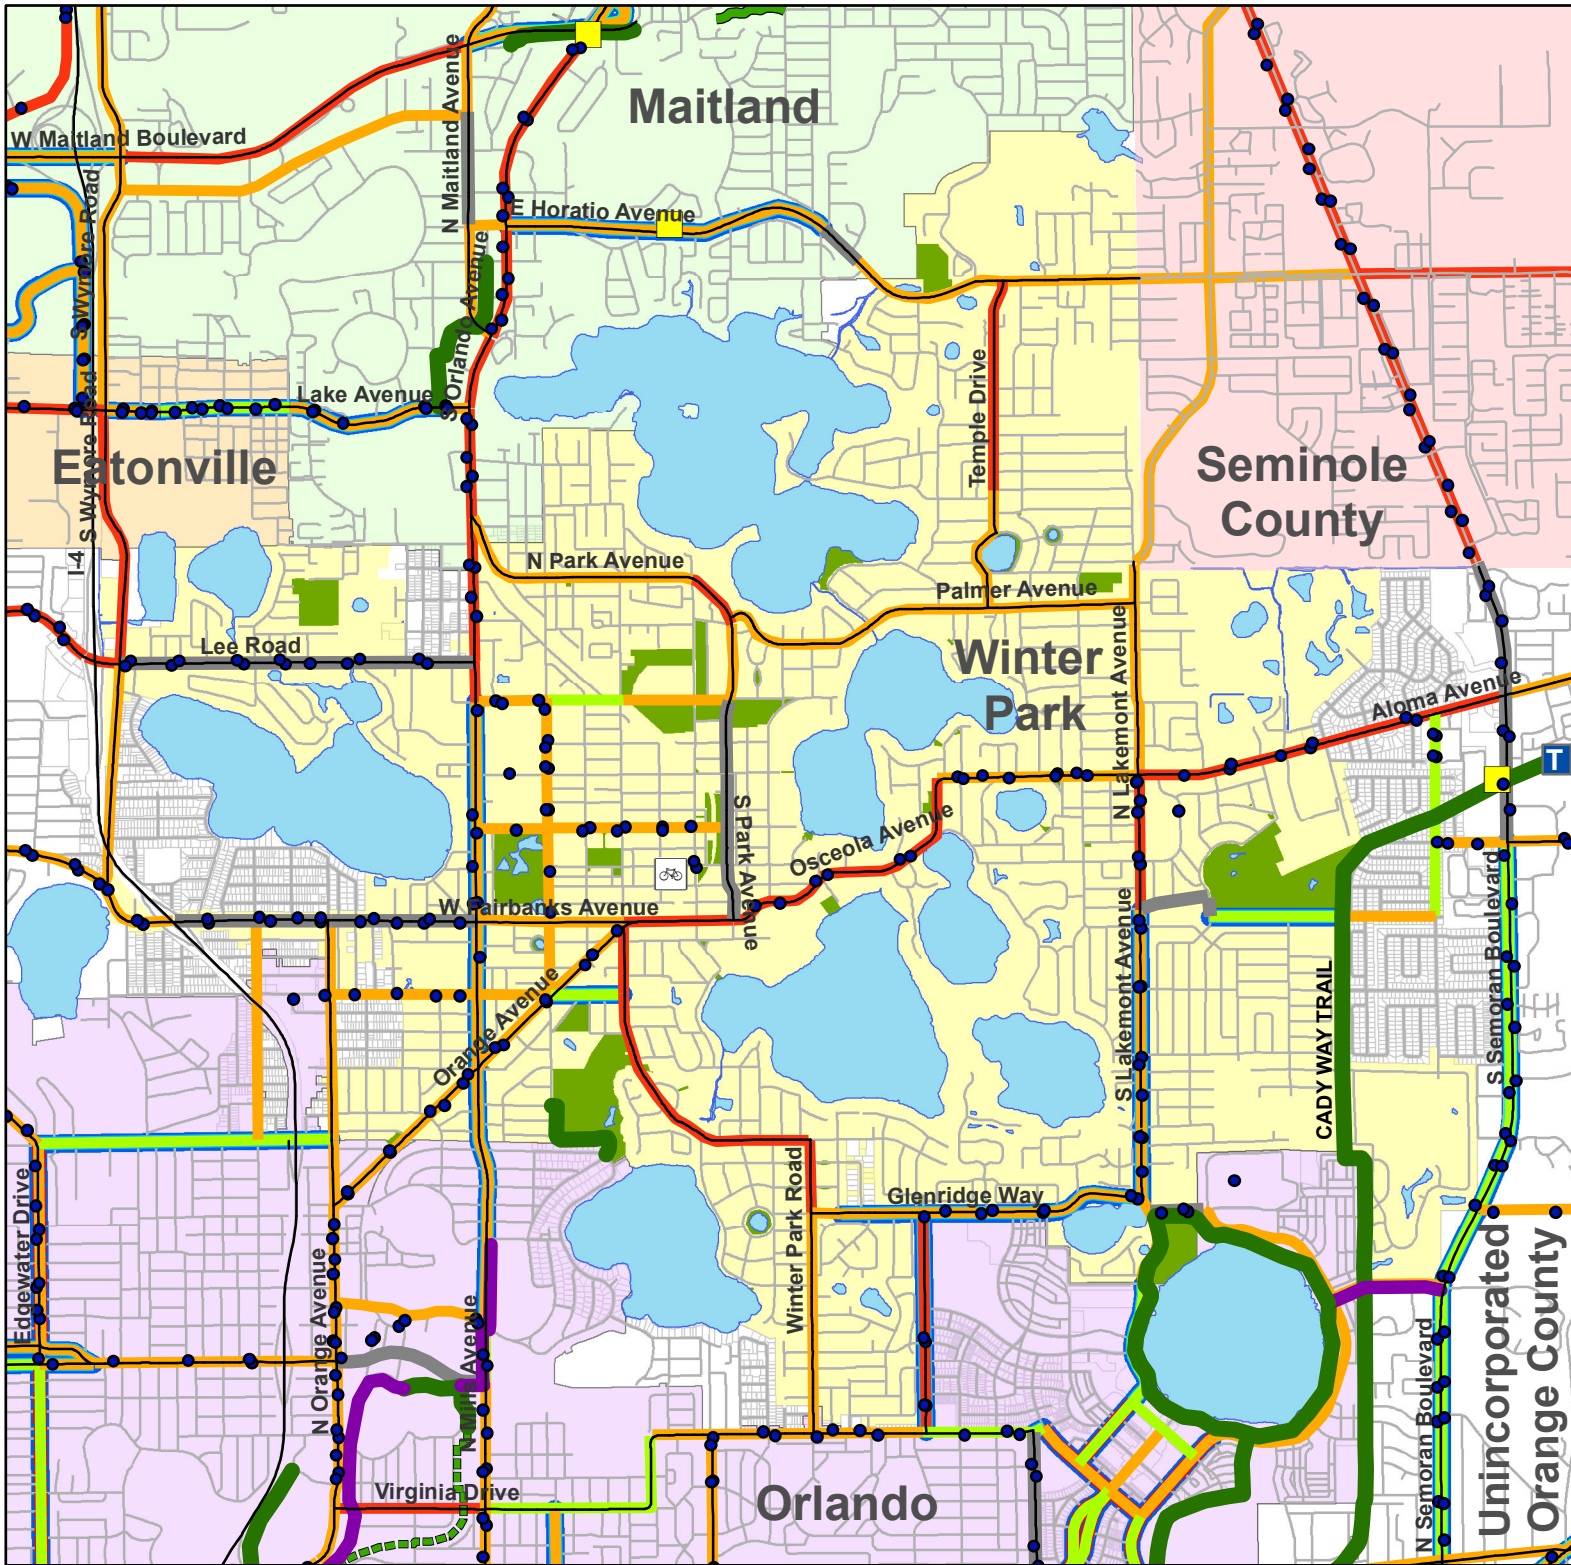 Maitland
N Maitland Avenue
W Maitland Boulevard
S Wymore Road
E Horatio Avenue
S Orlando Avenue
Lake Avenue
Temple Drive
Eatonville
S Wymore Road
Seminole
County
I-4
N Park Avenue
Palmer Avenue
Lee Road
Winter
Park
N Lakemont Avenue
Aloma Avenue
T
S Park Avenue
Osceola Avenue
W Fairbanks Avenue
S Lakemont Avenue
CADY WAY TRAIL
S Semoran Boulevard
Orange Avenue
Edgewater Drive
Winter Park Road
Glenridge Way
N Orange Avenue
N Mills Avenue
N Semoran Boulevard
Unincorporated
Orange County
Virginia Drive
Orlando